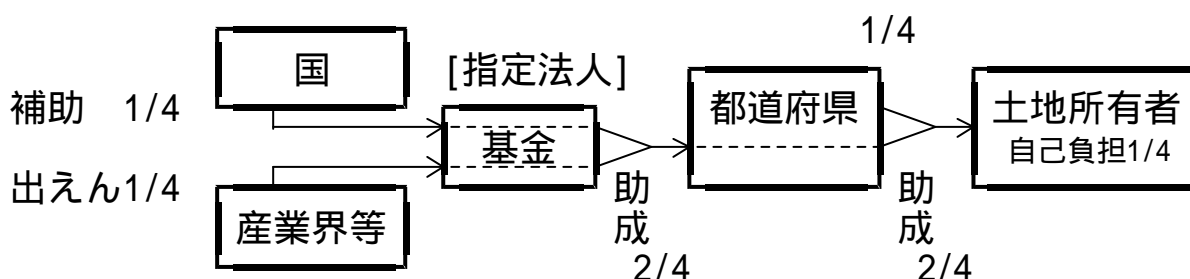 国
補助 1/4
出えん1/4
産業界等
[指定法人]
基金
助成
2/4
都道府県
1/4
助成
2/4
土地所有者
自己負担1/4